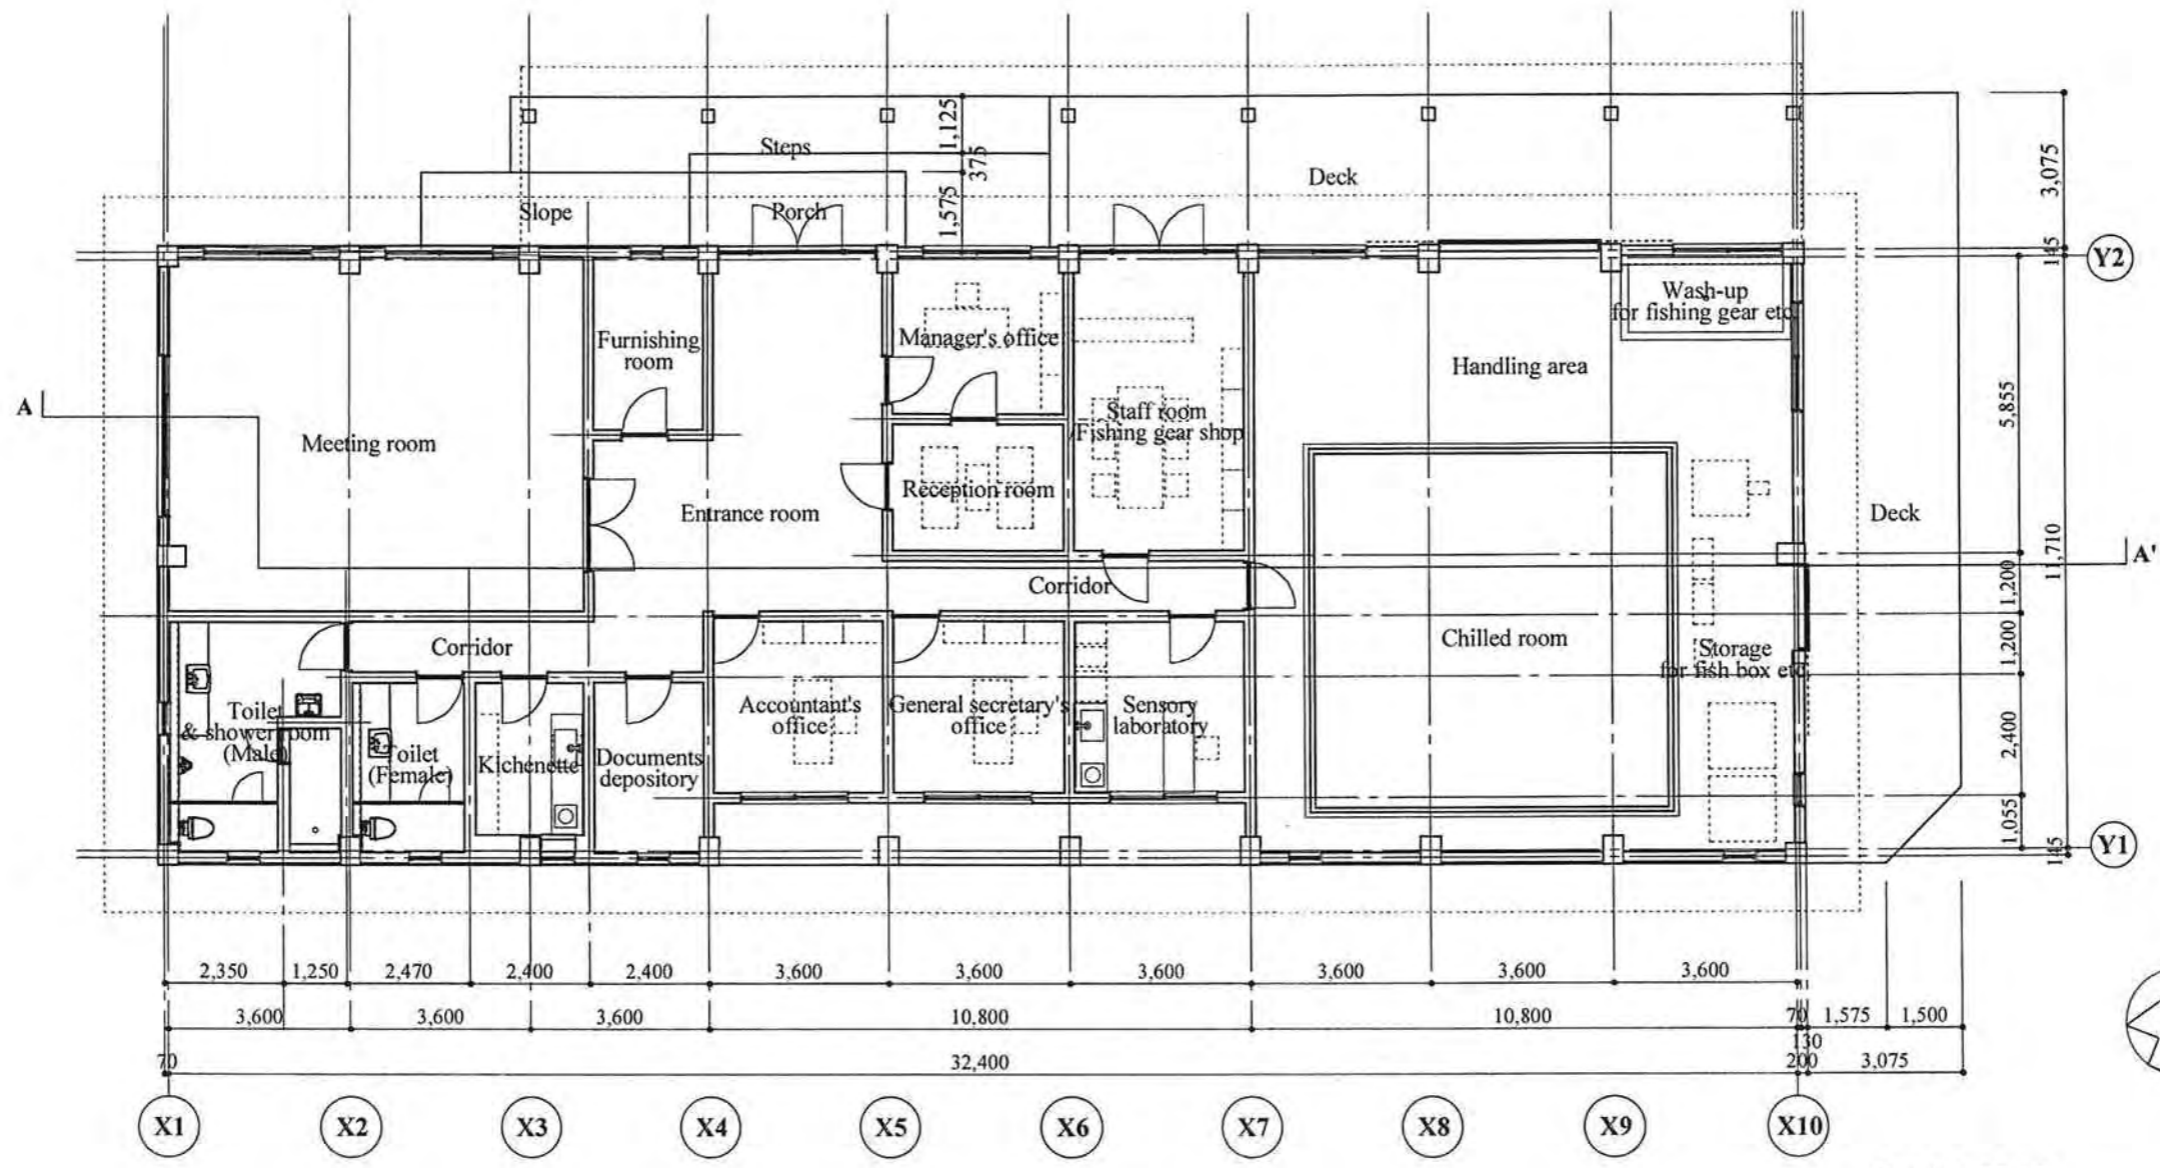 1,125
Steps
375
3,075
Deck
Slope
Porch
1,575
145
Y2
Wash-up
for fishing gear etc.
Furnishing
room
Manager's office
Handling area
A
5,855
Staff room
/Fishing gear shop
Meeting room
Reception room
Entrance room
Deck
11,710
A'
Corridor
1,200
Chilled room
Corridor
1,200
Storage
for fish box etc.
Toilet
& shower room
(Male)
Toilet
(Female)
Kichenette
Documents
depository
Accountant's
office
General secretary's
office
Sensory
laboratory
2,400
1,055
145
Y1
2,350 1,250 2,470 2,400 2,400 3,600 3,600 3,600 3,600 3,600 3,600
3,600 3,600 3,600 10,800 10,800 70 1,575 1,500
130
70 32,400 200 3,075
X1 X2 X3 X4 X5 X6 X7 X8 X9 X10